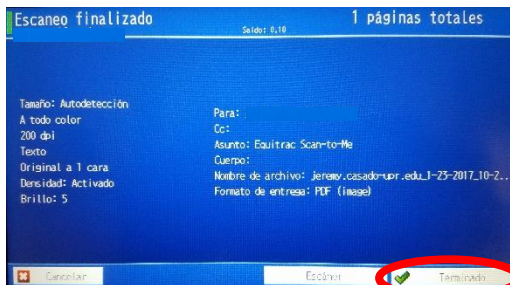 Escaneo finalizado
1 páginas totales
Saldo: 0,10
Tamaño: Autodetección
A todo color
200 dpi
Texto
Original a 1 cara
Densidad: Activado
Brillo: 5
Para:
Cc:
Asunto: Equitrac Scan-to-Me
Cuerpo:
Nombre de archivo: jeremy.casado-upr.edu_1-23-2017_10-2..
Formato de entrega: PDF (image)
Cancelar
Escáner
Terminado